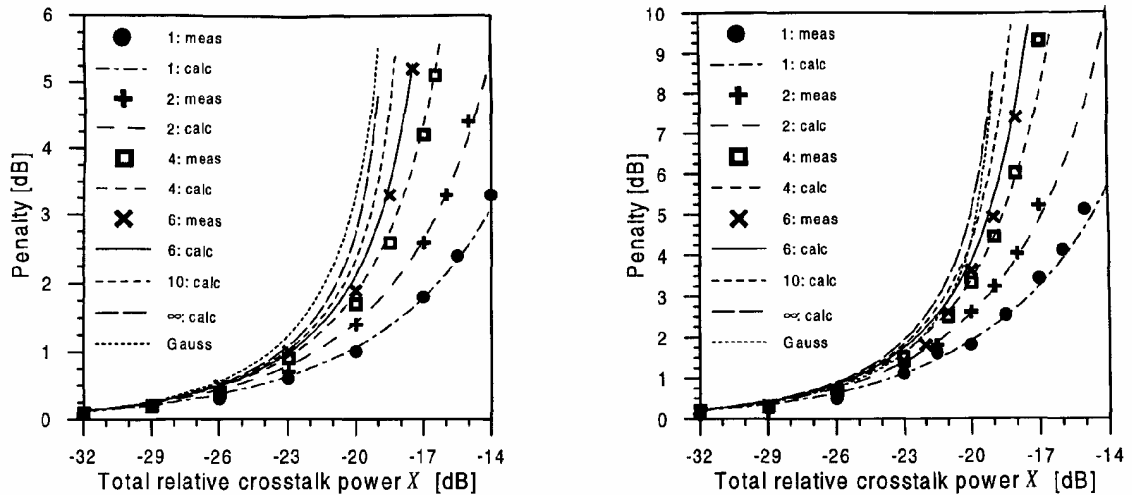 6
5
4
3
2
1
0
Penalty [dB]
1: meas
1: calc
2: meas
2: calc
4: meas
4: calc
6: meas
6: calc
10: calc
∞: calc
Gauss
-32 -29 -26 -23 -20 -17 -14
Total relative crosstalk power X [dB]
10
9
8
7
6
5
4
3
2
1
0
Penalty [dB]
1: meas
1: calc
2: meas
2: calc
4: meas
4: calc
6: meas
6: calc
10: calc
∞: calc
Gauss
-32 -29 -26 -23 -20 -17 -14
Total relative crosstalk power X [dB]